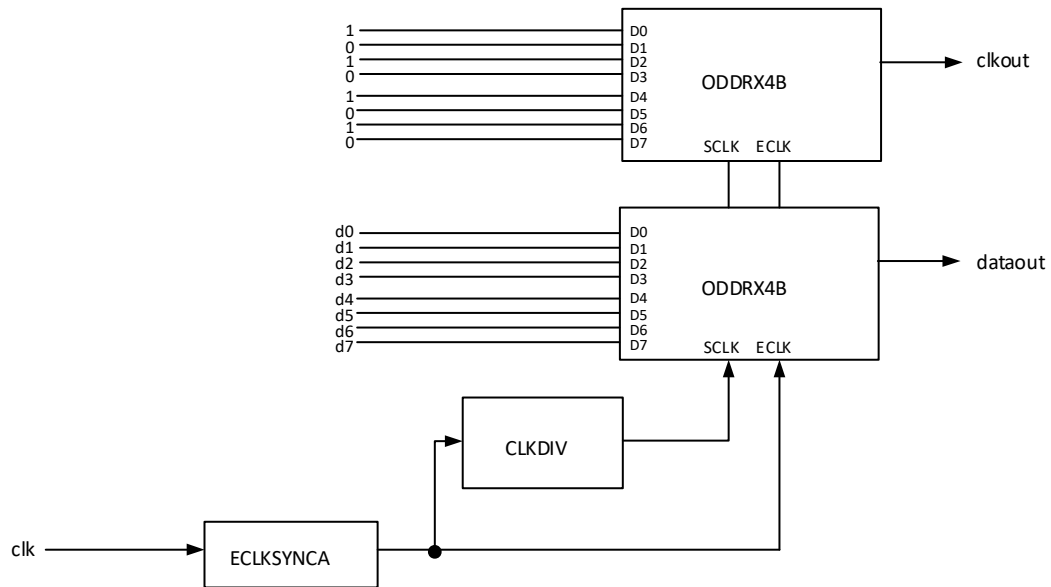 1 D0
0 D1
1 D2
0 D3
1 D4
0 D5
1 D6
0 D7
ODDRX4B
clkout
SCLK ECLK
d0 D0
d1 D1
d2 D2
d3 D3
d4 D4
d5 D5
d6 D6
d7 D7
ODDRX4B
dataout
SCLK ECLK
CLKDIV
clk
ECLKSYNCA